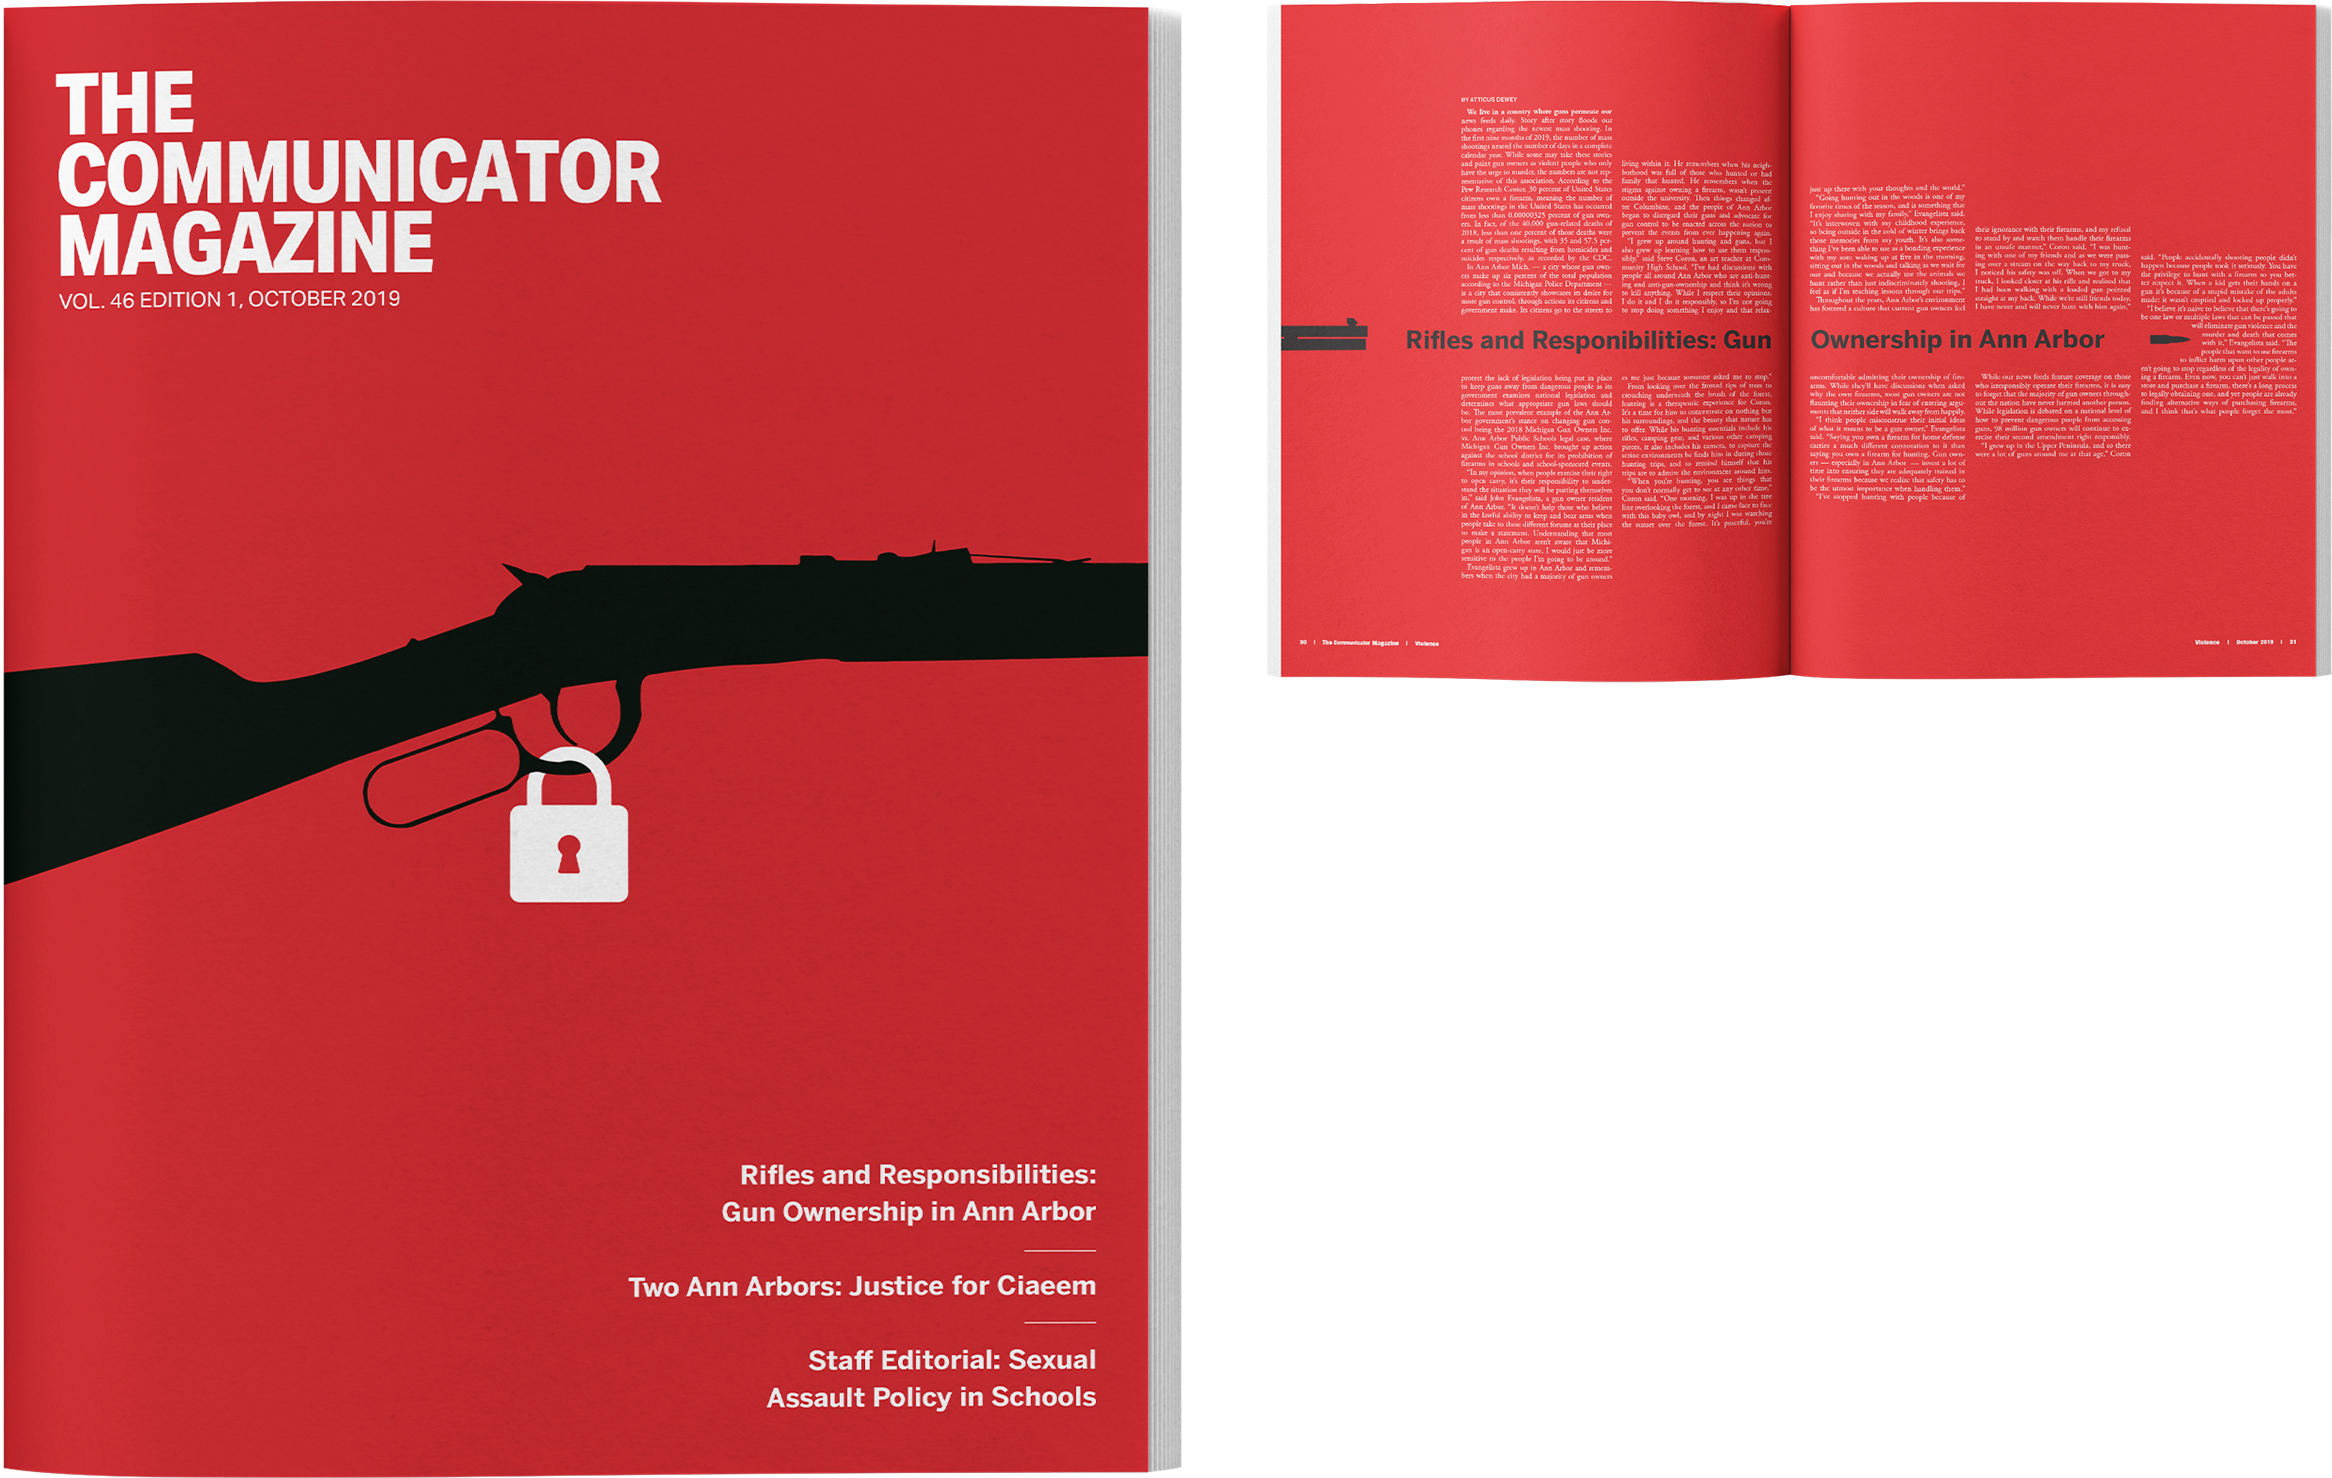 THE
COMMUNICATOR
MAGAZINE
VOL. 46 EDITION 1, OCTOBER 2019
Rifles and Responsibilities:
Gun Ownership in Ann Arbor
Two Ann Arbors: Justice for Ciaeem
Staff Editorial: Sexual
Assault Policy in Schools
BY ATTICUS DEWEY
We live in a country where guns permeate our
news feeds daily. Story after story floods our
phones regarding the newest mass shooting. In
the first nine months of 2019, the number of mass
shootings neared the number of days in a complete
calendar year. While some may take these stories
and paint gun owners as violent people who only
have the urge to murder, the numbers are not rep-
resentative of this association. According to the
Pew Research Center, 30 percent of United States
citizens own a firearm, meaning the number of
mass shootings in the United States has occurred
from less than 0.00000325 percent of gun own-
ers. In fact, of the 40,000 gun-related deaths of
2018, less than one percent of those deaths were
a result of mass shootings, with 35 and 57.5 per-
cent of gun deaths resulting from homicides and
suicides respectively, as recorded by the CDC.
In Ann Arbor Mich. — a city whose gun own-
ers make up six percent of the total population
according to the Michigan Police Department —
is a city that consistently showcases its desire for
more gun control, through actions its citizens and
government make. Its citizens go to the streets to
Rifles and Responibilities: Gun
protest the lack of legislation being put in place
to keep guns away from dangerous people as its
government examines national legislation and
determines what appropriate gun laws should
be. The most prevalent example of the Ann Ar-
bor government's stance on changing gun con-
trol being the 2018 Michigan Gun Owners Inc.
vs. Ann Arbor Public Schools legal case, where
Michigan Gun Owners Inc. brought up action
against the school district for its prohibition of
firearms in schools and school-sponsored events.
"In my opinion, when people exercise their right
to open carry, it's their responsibility to under-
stand the situation they will be putting themselves
in," said John Evangelista, a gun owner resident
of Ann Arbor. "It doesn't help those who believe
in the lawful ability to keep and bear arms when
people take to these different forums as their place
to make a statement. Understanding that most
people in Ann Arbor aren't aware that Michi-
gan is an open-carry state, I would just be more
sensitive to the people I'm going to be around."
Evangelista grew up in Ann Arbor and remem-
bers when the city had a majority of gun owners
living within it. He remembers when his neigh-
borhood was full of those who hunted or had
family that hunted. He remembers when the
stigma against owning a firearm, wasn't present
outside the university. Then things changed af-
ter Columbine, and the people of Ann Arbor
began to disregard their guns and advocate for
gun control to be enacted across the nation to
prevent the events from ever happening again.
"I grew up around hunting and guns, but I
also grew up learning how to use them respon-
sibly," said Steve Coron, an art teacher at Com-
munity High School. "I've had discussions with
people all around Ann Arbor who are anti-hunt-
ing and anti-gun-ownership and think it's wrong
to kill anything. While I respect their opinions,
I do it and I do it responsibly, so I'm not going
to stop doing something I enjoy and that relax-
es me just because someone asked me to stop."
From looking over the frosted tips of trees to
crouching underneath the brush of the forest,
hunting is a therapeutic experience for Coron.
It's a time for him to concentrate on nothing but
his surroundings, and the beauty that nature has
to offer. While his hunting essentials include his
rifles, camping gear, and various other camping
pieces, it also includes his camera, to capture the
serene environments he finds him in during those
hunting trips, and to remind himself that his
trips are to admire the environment around him.
"When you're hunting, you see things that
you don't normally get to see at any other time,"
Coron said. "One morning, I was up in the tree
line overlooking the forest, and I came face to face
with this baby owl, and by night I was watching
the sunset over the forest. It's peaceful, you're
30 | The Communicator Magazine | Violence
just up there with your thoughts and the world."
"Going hunting out in the woods is one of my
favorite times of the season, and is something that
I enjoy sharing with my family," Evangelista said.
"It's interwoven with my childhood experience,
so being outside in the cold of winter brings back
those memories from my youth. It's also some-
thing I've been able to use as a bonding experience
with my son: waking up at five in the morning,
sitting out in the woods and talking as we wait for
our and because we actually use the animals we
hunt rather than just indiscriminately shooting, I
feel as if I'm teaching lessons through our trips."
Throughout the years, Ann Arbor's environment
has fostered a culture that current gun owners feel
Ownership in Ann Arbor
uncomfortable admitting their ownership of fire-
arms. While they'll have discussions when asked
why the own firearms, most gun owners are not
flaunting their ownership in fear of entering argu-
ments that neither side will walk away from happily.
"I think people misconstrue their initial ideas
of what it means to be a gun owner," Evangelista
said. "Saying you own a firearm for home defense
carries a much different connotation to it than
saying you own a firearm for hunting. Gun own-
ers — especially in Ann Arbor — invest a lot of
time into ensuring they are adequately trained in
their firearms because we realize that safety has to
be the utmost importance when handling them."
"I've stopped hunting with people because of
their ignorance with their firearms, and my refusal
to stand by and watch them handle their firearms
in an unsafe manner," Coron said. "I was hunt-
ing with one of my friends and as we were pass-
ing over a stream on the way back to my truck,
I noticed his safety was off. When we got to my
truck, I looked closer at his rifle and realised that
I had been walking with a loaded gun pointed
straight at my back. While we're still friends today,
I have never and will never hunt with him again."
While our news feeds feature coverage on those
who irresponsibly operate their firearms, it is easy
to forget that the majority of gun owners through-
out the nation have never harmed another person.
While legislation is debated on a national level of
how to prevent dangerous people from accessing
guns, 98 million gun owners will continue to ex-
ercise their second amendment right responsibly.
"I grew up in the Upper Peninsula, and so there
were a lot of guns around me at that age," Coron
said. "People accidentally shooting people didn't
happen because people took it seriously. You have
the privilege to hunt with a firearm so you bet-
ter respect it. When a kid gets their hands on a
gun it's because of a stupid mistake of the adults
made: it wasn't emptied and locked up properly."
"I believe it's naive to believe that there's going to
be one law or multiple laws that can be passed that
will eliminate gun violence and the
murder and death that comes
with it," Evangelista said. "The
people that want to use firearms
to inflict harm upon other people ar-
en't going to stop regardless of the legality of own-
ing a firearm. Even now, you can't just walk into a
store and purchase a firearm, there's a long process
to legally obtaining one, and yet people are already
finding alternative ways of purchasing firearms,
and I think that's what people forget the most."
Violence | October 2019 | 31